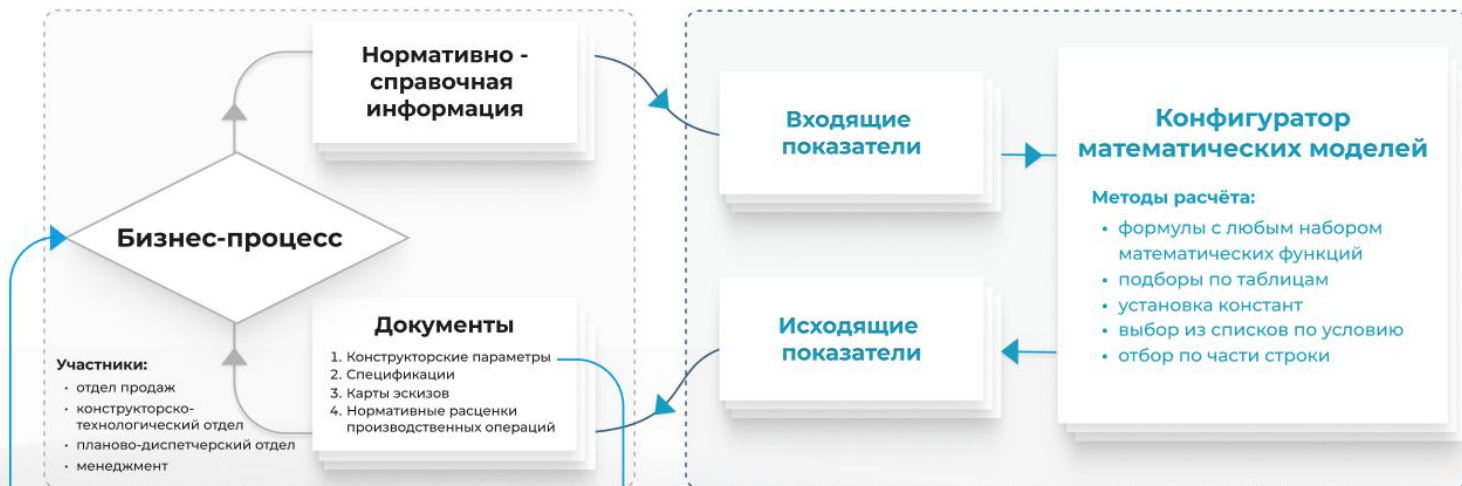 Нормативно -
справочная
информация
Бизнес-процесс
Участники:
• отдел продаж
• конструкторско-
технологический отдел
• планово-диспетчерский отдел
• менеджмент
Документы
1. Конструкторские параметры
2. Спецификации
3. Карты эскизов
4. Нормативные расценки
производственных операций
Входящие
показатели
Исходящие
показатели
Конфигуратор
математических моделей
Методы расчёта:
• формулы с любым набором
математических функций
• подборы по таблицам
• установка констант
• выбор из списков по условию
• отбор по части строки